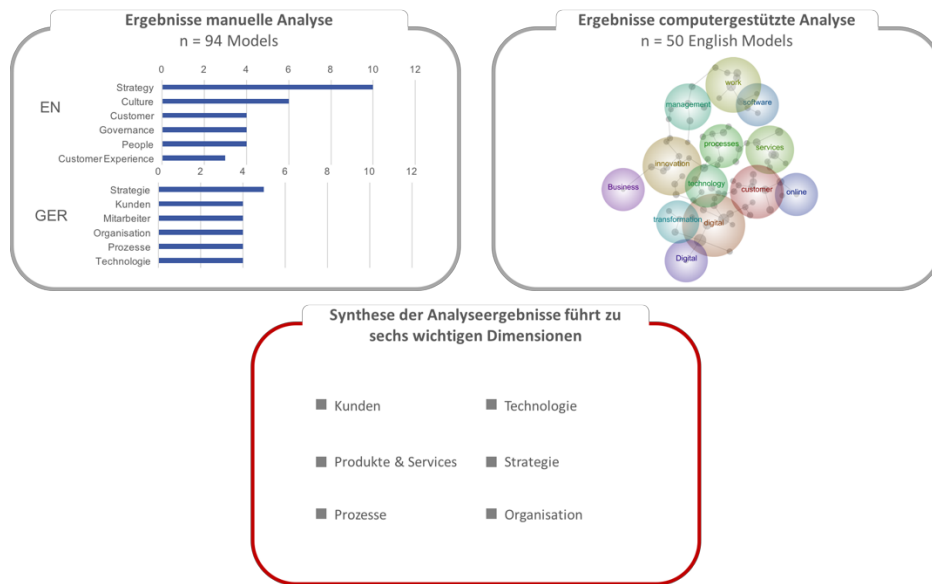 Ergebnisse manuelle Analyse
n = 94 Models
0 2 4 6 8 10 12
EN
Strategy
Culture
Customer
Governance
People
Customer Experience
0 2 4 6 8 10 12
GER
Strategie
Kunden
Mitarbeiter
Organisation
Prozesse
Technologie
Ergebnisse computergestützte Analyse
n = 50 English Models
work
management
software
processes
services
innovation
technology
customer
Business
online
transformation
digital
Digital
Synthese der Analyseergebnisse führt zu
sechs wichtigen Dimensionen
Kunden
Technologie
Produkte & Services
Strategie
Prozesse
Organisation